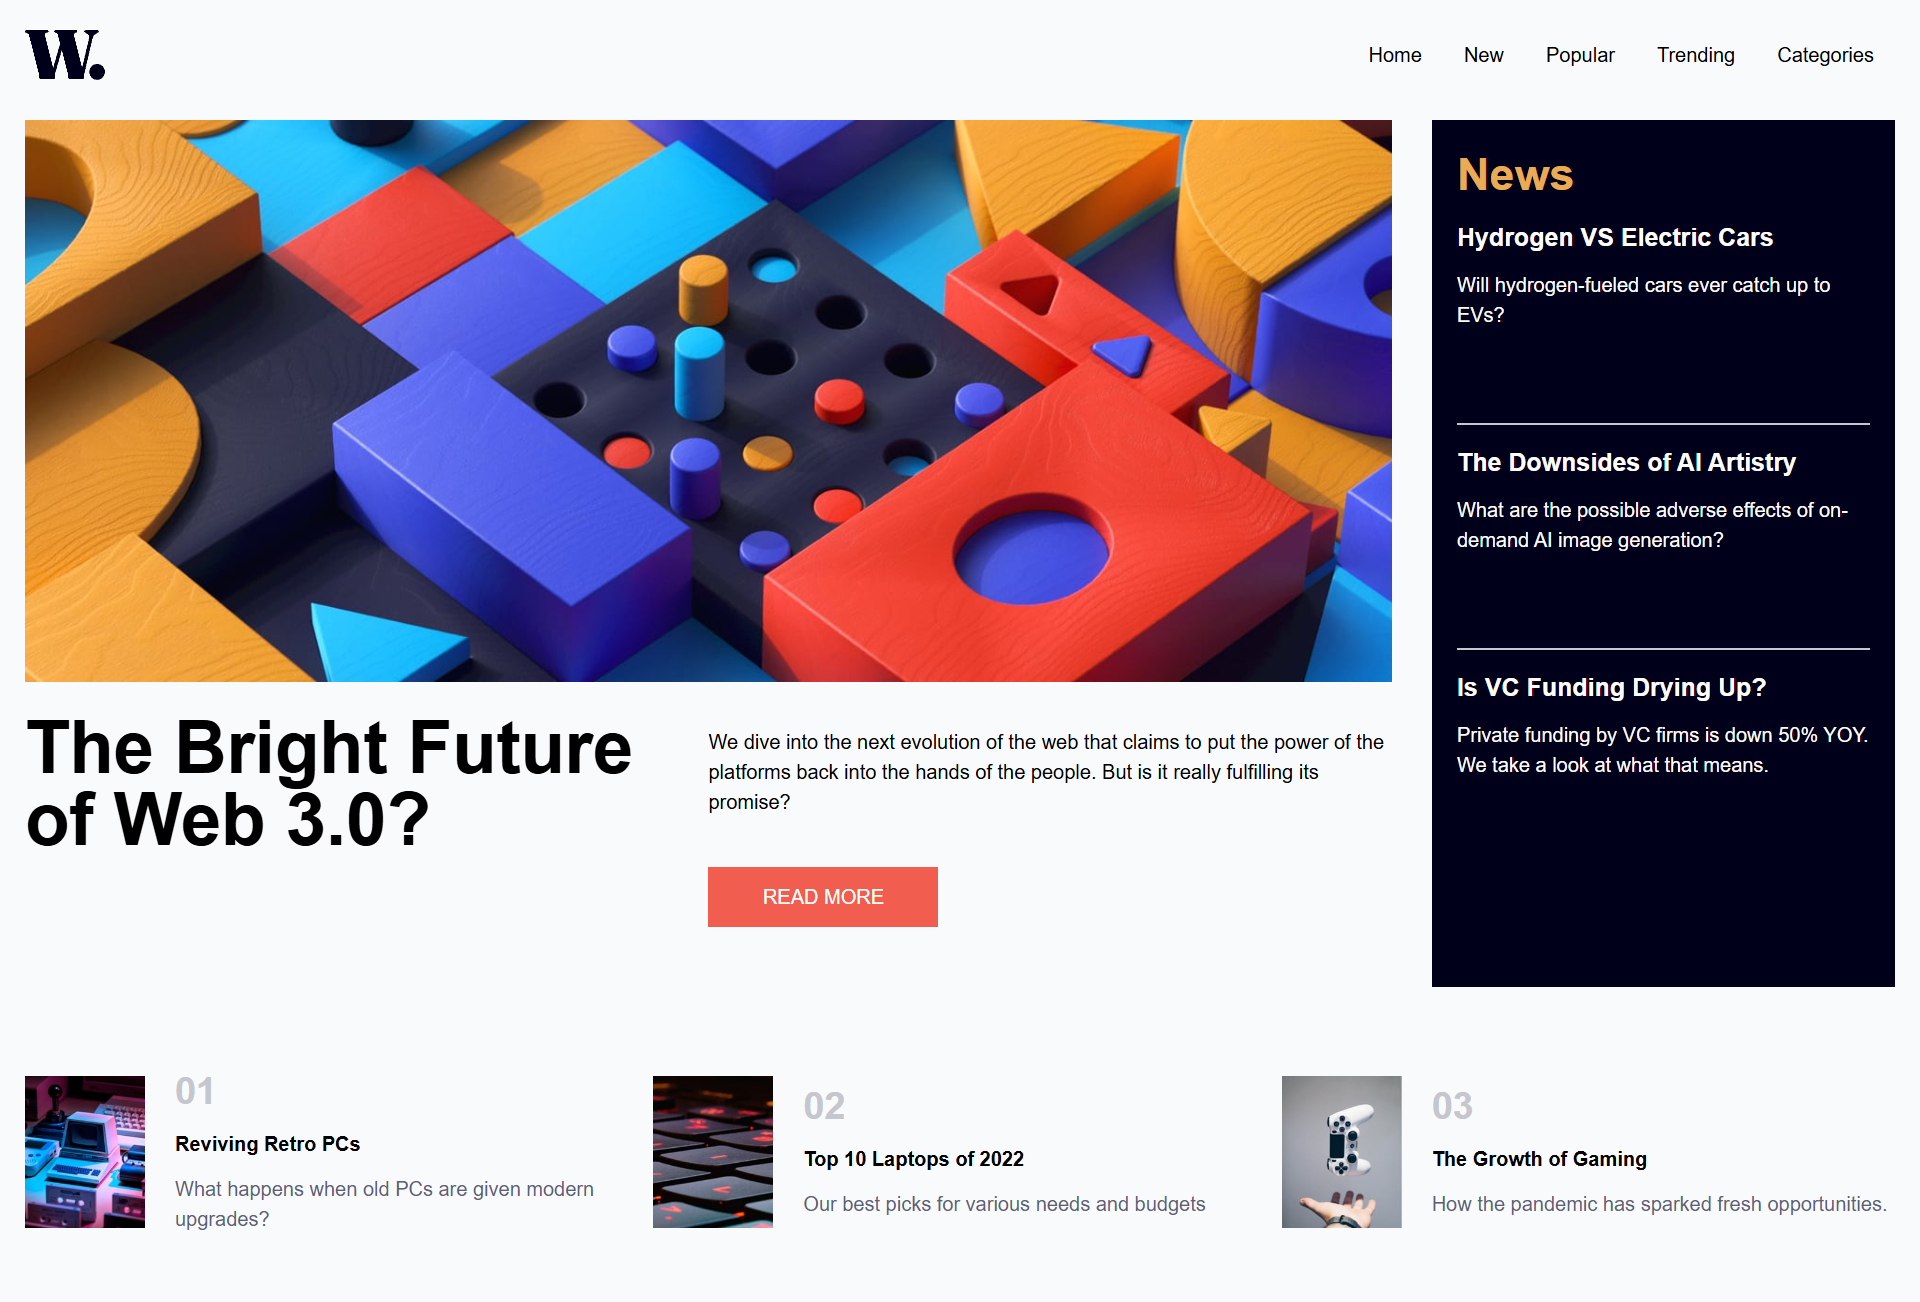 W.
Home New Popular Trending Categories
News
Hydrogen VS Electric Cars
Will hydrogen-fueled cars ever catch up to
EVs?
The Downsides of AI Artistry
What are the possible adverse effects of on-
demand AI image generation?
Is VC Funding Drying Up?
Private funding by VC firms is down 50% YOY.
We take a look at what that means.
The Bright Future
of Web 3.0?
We dive into the next evolution of the web that claims to put the power of the
platforms back into the hands of the people. But is it really fulfilling its
promise?
READ MORE
01
Reviving Retro PCs
What happens when old PCs are given modern
upgrades?
02
Top 10 Laptops of 2022
Our best picks for various needs and budgets
03
The Growth of Gaming
How the pandemic has sparked fresh opportunities.